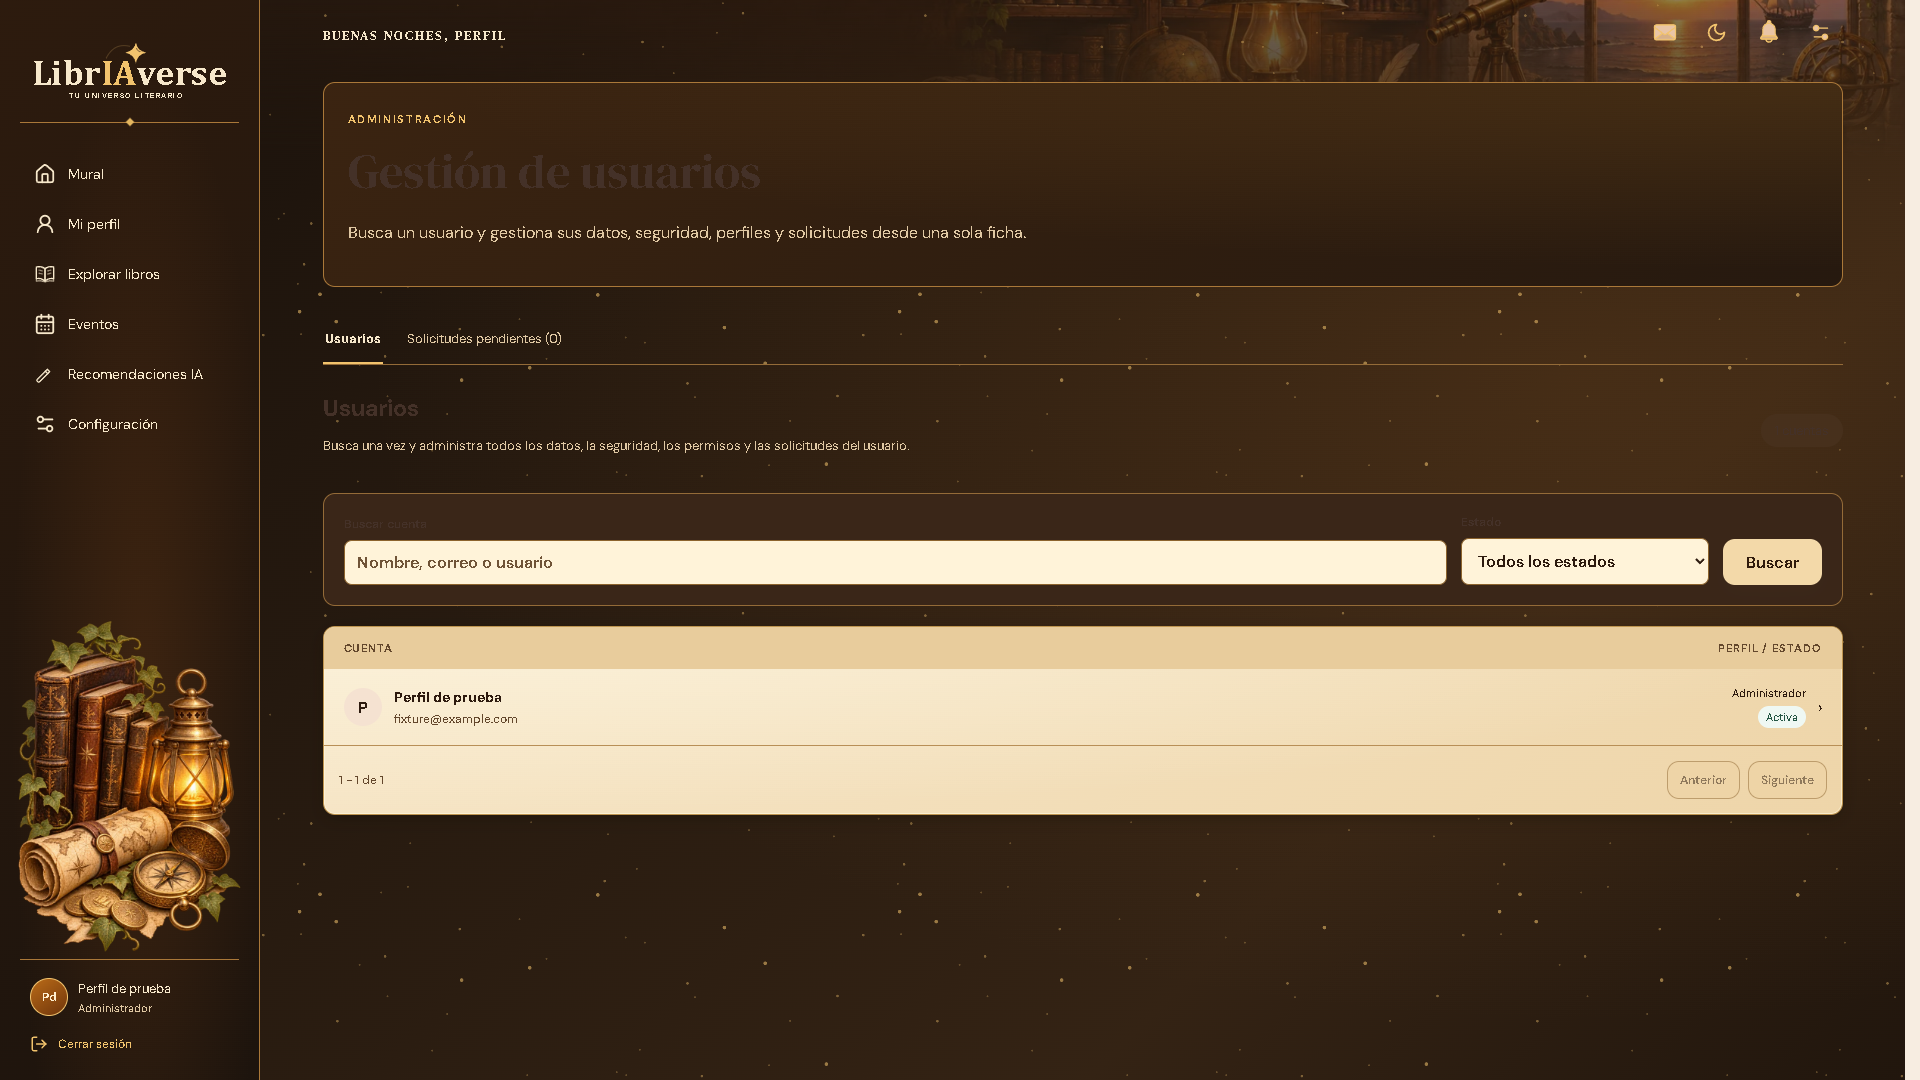 LibrIAverse
TU UNIVERSO LITERARIO
Mural
Mi perfil
Explorar libros
Eventos
Recomendaciones IA
Configuración
Pd
Perfil de prueba
Administrador
Cerrar sesión
BUENAS NOCHES, PERFIL
ADMINISTRACIÓN
Gestión de usuarios
Busca un usuario y gestiona sus datos, seguridad, perfiles y solicitudes desde una sola ficha.
Usuarios
Solicitudes pendientes (0)
Usuarios
Busca una vez y administra todos los datos, la seguridad, los permisos y las solicitudes del usuario.
Buscar cuenta
Estado
Nombre, correo o usuario
Todos los estados
Buscar
CUENTA
PERFIL / ESTADO
P
Perfil de prueba
fixture@example.com
Administrador
Activa
1 – 1 de 1
Anterior
Siguiente